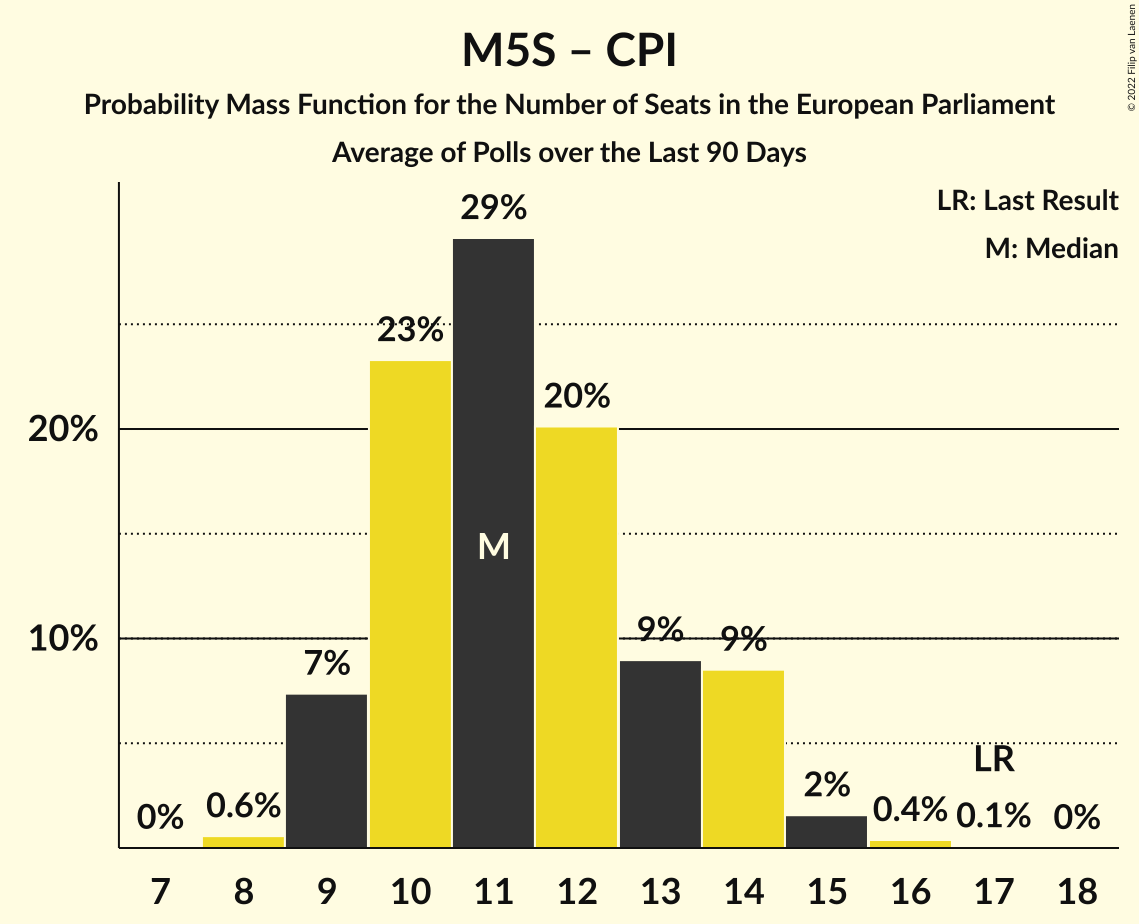 M5S – CPI
Probability Mass Function for the Number of Seats in the European Parliament
Average of Polls over the Last 90 Days
© 2022 Filip van Laenen
LR: Last Result
M: Median
29%
23%
20%
20%
M
10%
9%
9%
7%
LR
2%
0%
0.6%
0.4%
0.1%
0%
7 8 9 10 11 12 13 14 15 16 17 18